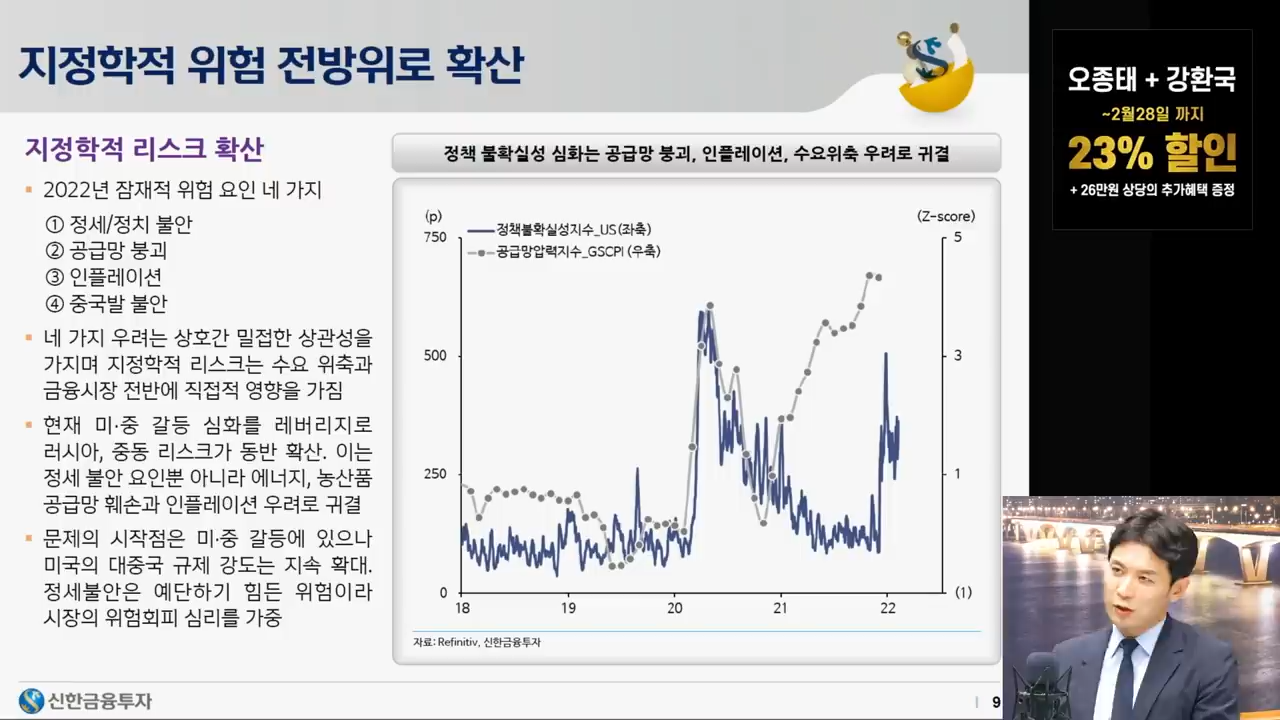 지정학적 위험 전방위로 확산
지정학적 리스크 확산
2022년 잠재적 위험 요인 네 가지
① 정세/정치 불안
② 공급망 붕괴
③ 인플레이션
④ 중국발 불안
네 가지 우려는 상호간 밀접한 상관성을
가지며 지정학적 리스크는 수요 위축과
금융시장 전반에 직접적 영향을 가짐
현재 미·중 갈등 심화를 레버리지로
러시아, 중동 리스크가 동반 확산. 이는
정세 불안 요인뿐 아니라 에너지, 농산품
공급망 훼손과 인플레이션 우려로 귀결
문제의 시작점은 미·중 갈등에 있으나
미국의 대중국 규제 강도는 지속 확대.
정세불안은 예단하기 힘든 위험이라
시장의 위험회피 심리를 가중
정책 불확실성 심화는 공급망 붕괴, 인플레이션, 수요위축 우려로 귀결
(p)
(Z-score)
정책불확실성지수_US(좌축)
공급망압력지수_GSCPI (우축)
750
500
250
0
5
3
1
(1)
18 19 20 21 22
자료: Refinitiv, 신한금융투자
신한금융투자
9
오종태 + 강환국
~2월28일 까지
23% 할인
+ 26만원 상당의 추가혜택 증정